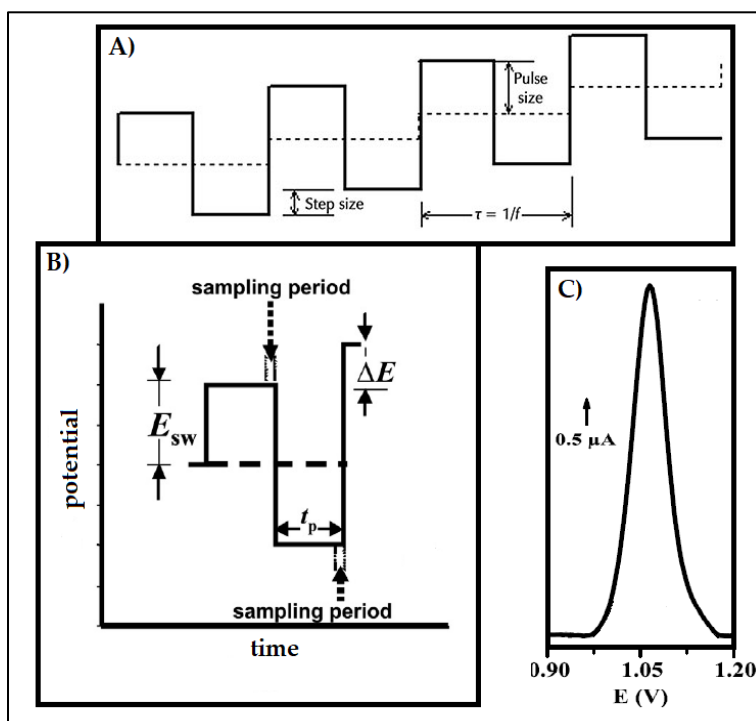 A)
Pulse
size
Step size
τ = 1/f
B)
sampling period
ΔE
E_sw
potential
t_p
sampling period
time
C)
0.5 μA
0.90 1.05 1.20
E (V)